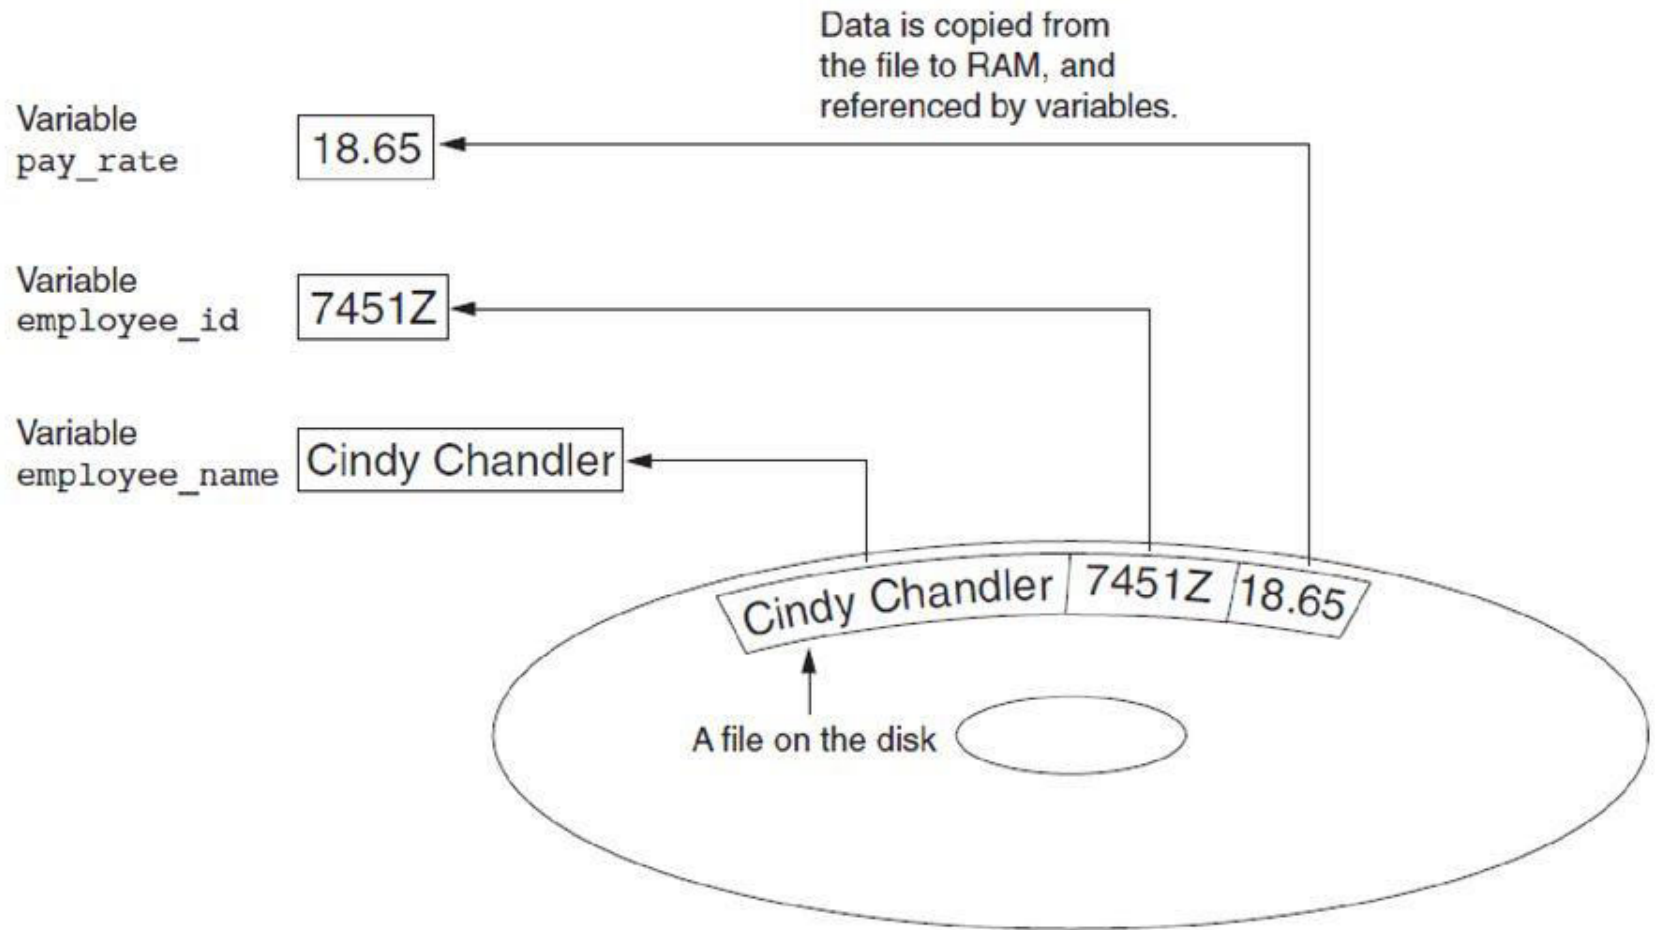 Data is copied from
the file to RAM, and
referenced by variables.
Variable
pay_rate
18.65
Variable
employee_id
7451Z
Variable
employee_name
Cindy Chandler
Cindy Chandler 7451Z 18.65
A file on the disk